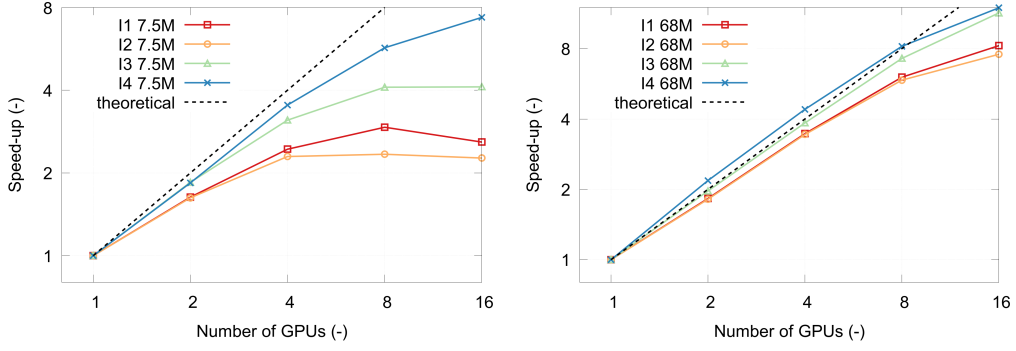 8
4
2
1
1
2
4
8
16
Speed-up (-)
Number of GPUs (-)
I1 7.5M
I2 7.5M
I3 7.5M
I4 7.5M
theoretical
8
4
2
1
1
2
4
8
16
Speed-up (-)
Number of GPUs (-)
I1 68M
I2 68M
I3 68M
I4 68M
theoretical